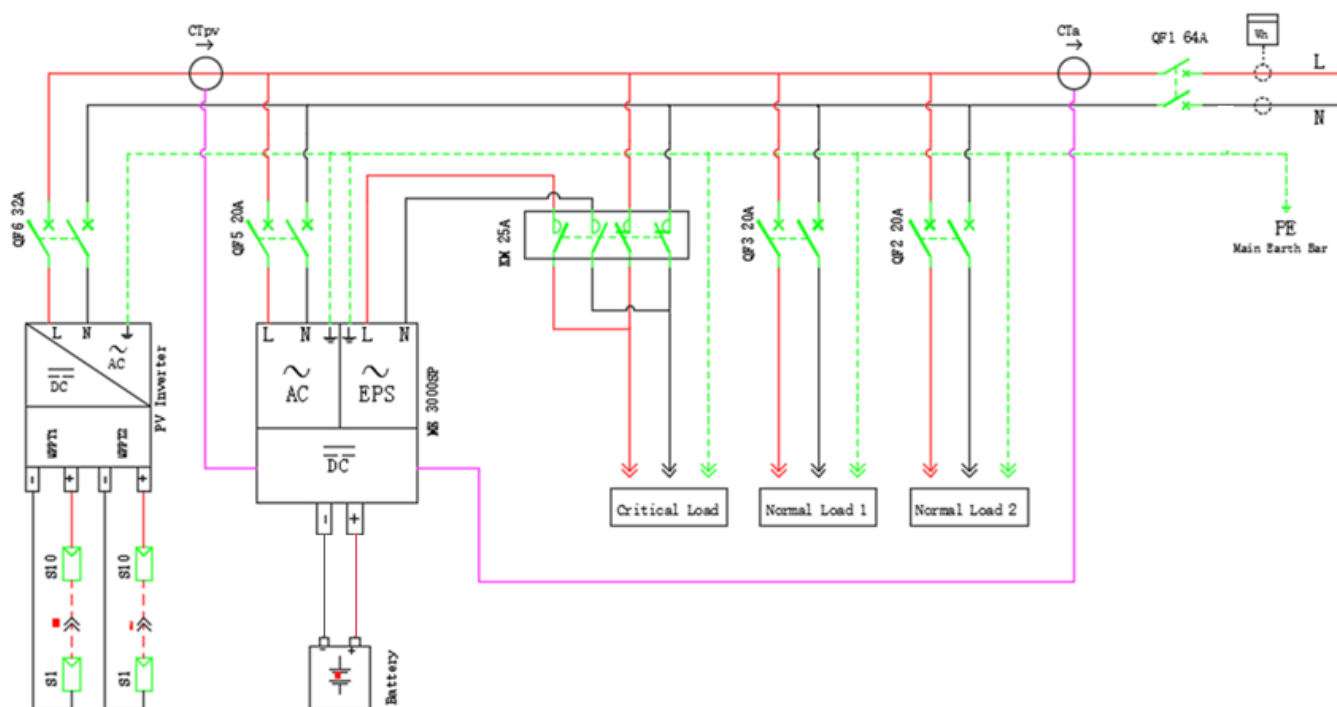 CTpv
CTa
QF1 64A
Wh
L
N
QF6 32A
QF5 20A
KM 25A
QF3 20A
QF2 20A
PE
Main Earth Bar
L N
AC
DC
PV Inverter
MPPT1
MPPT2
L N
L N
AC
EPS
DC
3000SP
- + - +
- +
Critical Load
Normal Load 1
Normal Load 2
S10
S10
S1
S1
- +
Battery